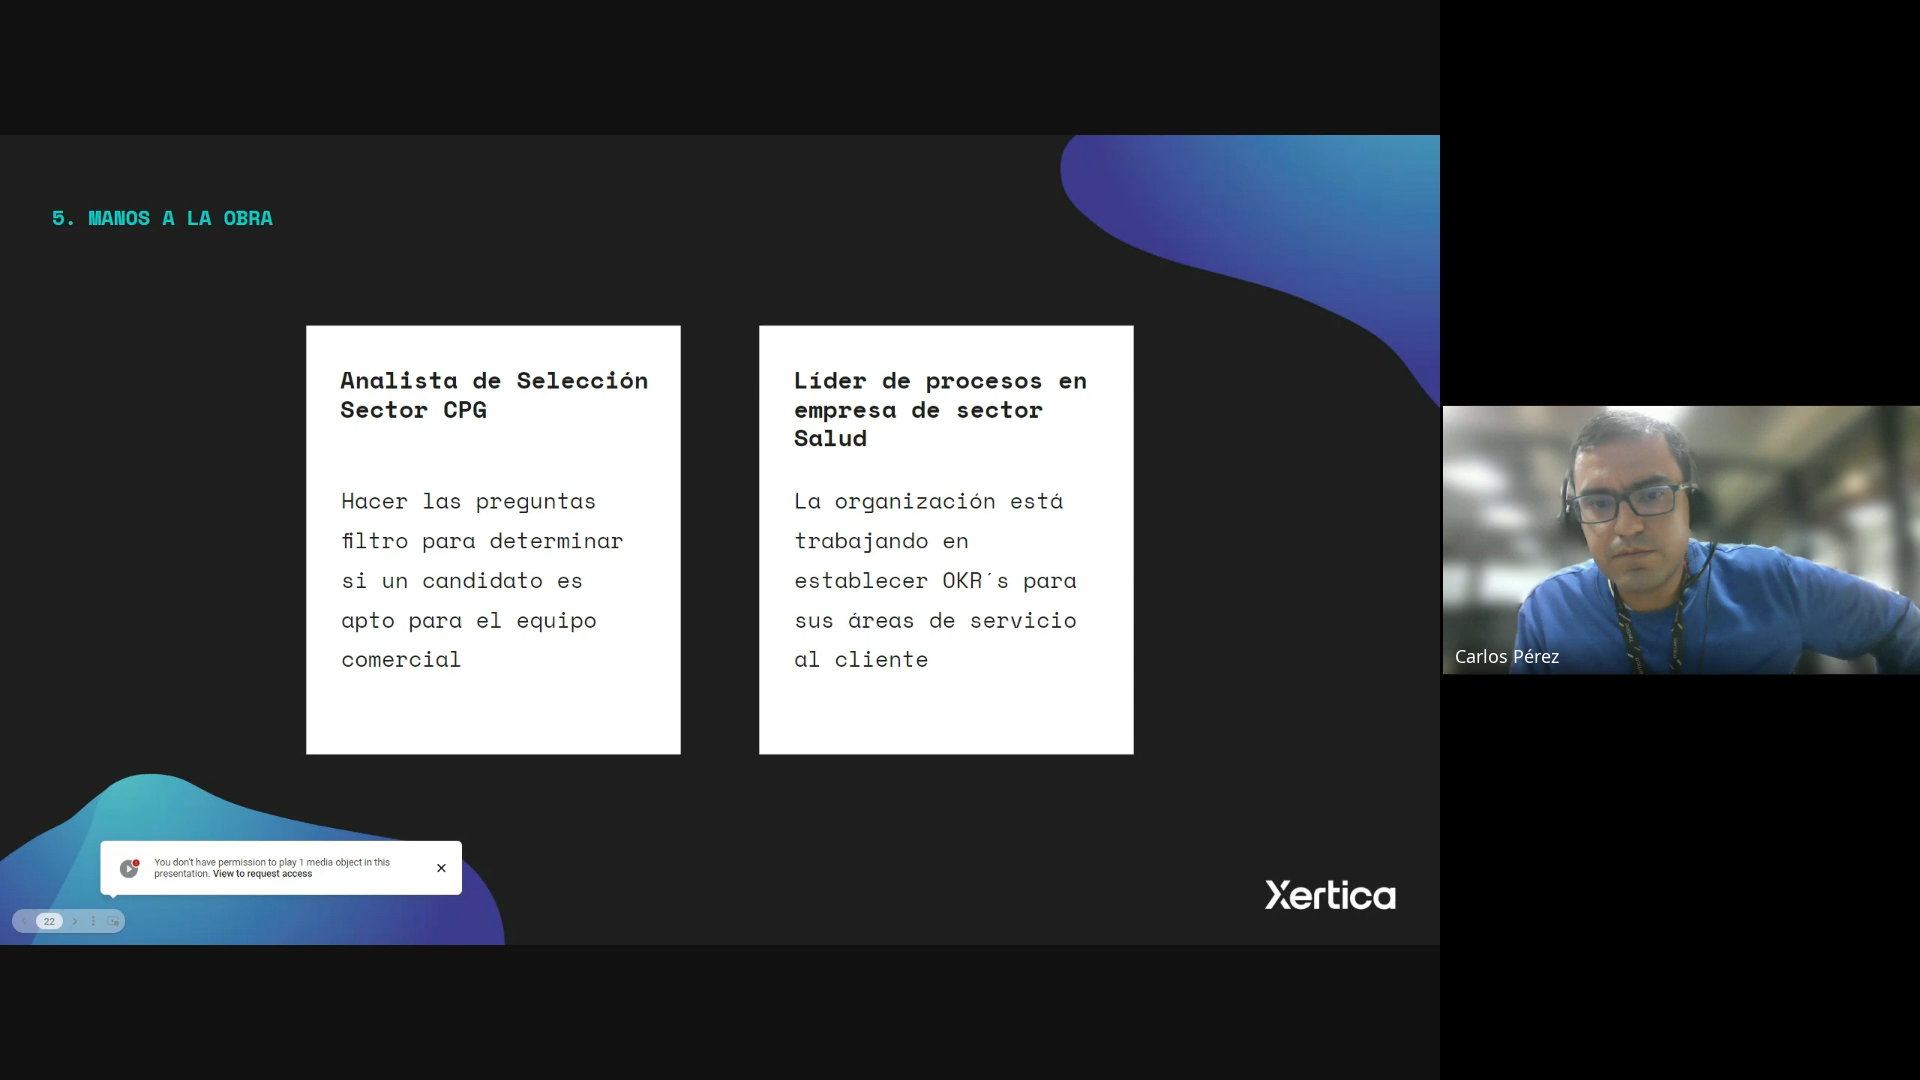 5. MANOS A LA OBRA
Analista de Selección
Sector CPG
Hacer las preguntas
filtro para determinar
si un candidato es
apto para el equipo
comercial
Líder de procesos en
empresa de sector
Salud
La organización está
trabajando en
establecer OKR´s para
sus áreas de servicio
al cliente
You don't have permission to play 1 media object in this
presentation. View to request access
22
Xertica
Carlos Pérez